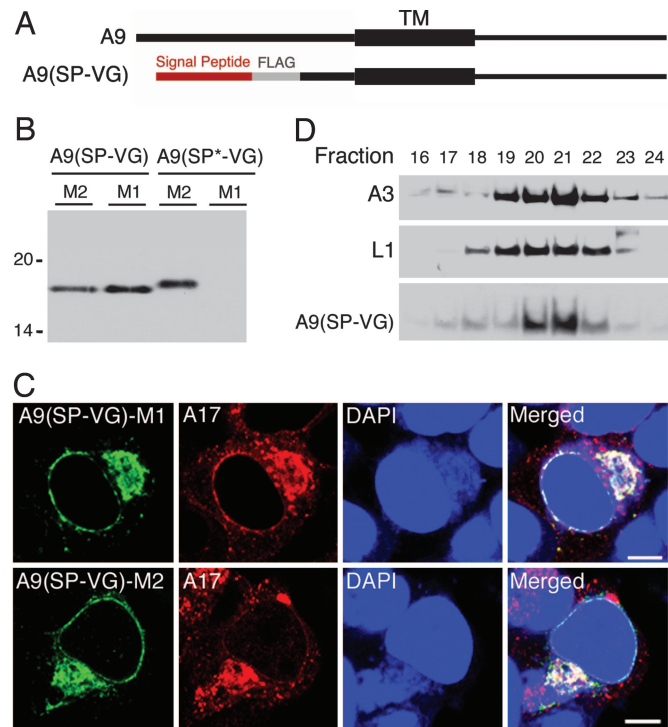 A
TM
A9
Signal Peptide FLAG
A9(SP-VG)
B
A9(SP-VG) A9(SP*-VG)
M2 M1 M2 M1
20
14
D
Fraction 16 17 18 19 20 21 22 23 24
A3
L1
A9(SP-VG)
C
A9(SP-VG)-M1 A17 DAPI Merged
A9(SP-VG)-M2 A17 DAPI Merged